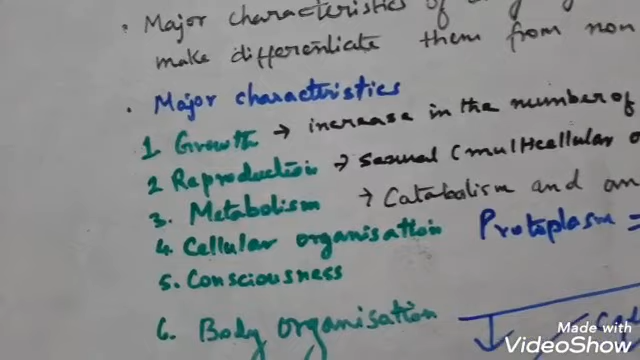 • Major characteristics of
make differentiate them from non
• Major characteristics
1 Growth → increase in the number of
2 Reproduction → sexual (multicellular
3. Metabolism → Catabolism and an
4. Cellular organisation Protoplasm =
5. Consciousness
6. Body organisation
Made with
VideoShow